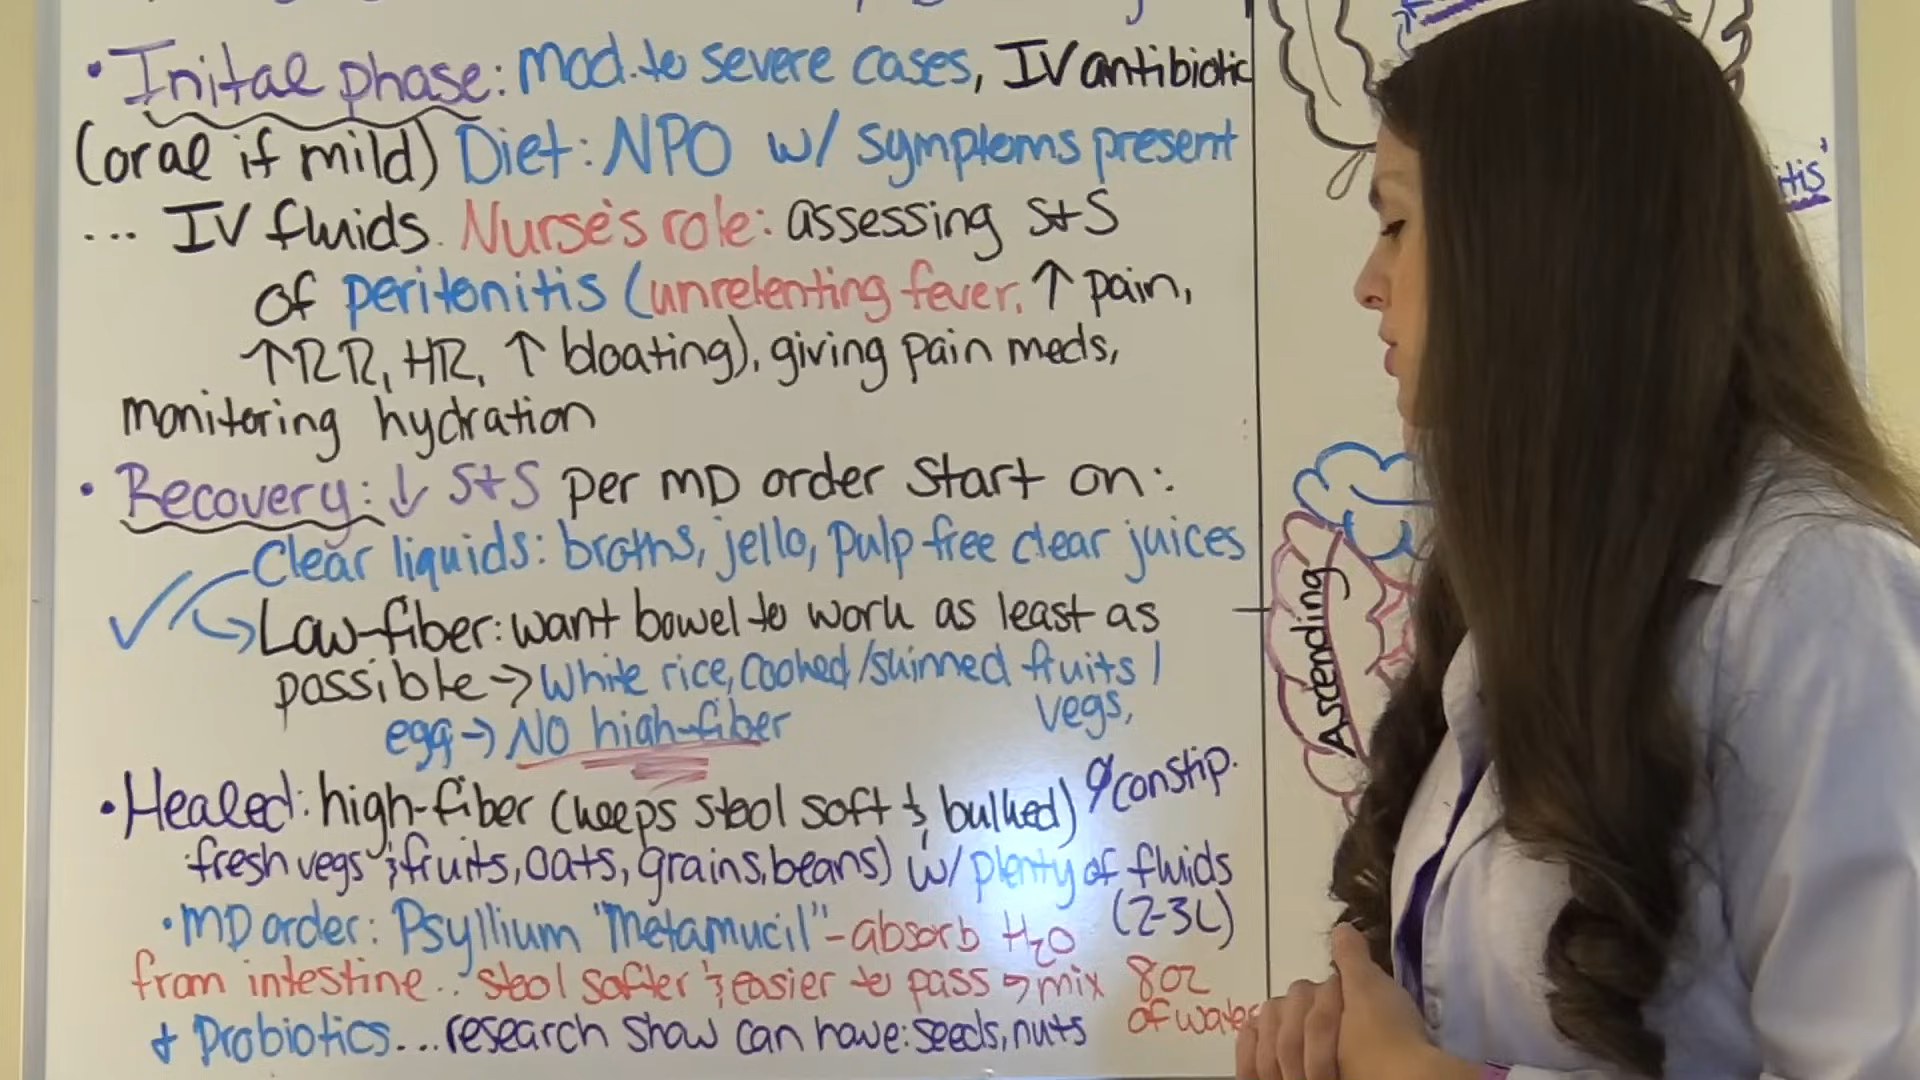 • Inital phase: mod. to severe cases, IV antibiotic
(oral if mild) Diet: NPO w/ symptoms present
... IV fluids. Nurse's role: assessing S+S
of peritonitis (unrelenting fever, ↑ pain,
↑RR, HR, ↑ bloating), giving pain meds,
monitoring hydration
• Recovery: ↓ S+S per MD order start on:
Clear liquids: broths, jello, pulp-free clear juices
✓ Low-fiber: want bowel to work as least as
possible → white rice, cooked/skinned fruits/
vegs,
egg → NO high-fiber
• Healed: high-fiber (keeps stool soft & bulked) Ø constip.
fresh vegs & fruits, oats, grains, beans) w/ plenty of fluids
(2-3L)
• MD order: Psyllium "Metamucil" - absorb H2O
from intestine.. stool softer & easier to pass → mix 8oz
of water
+ Probiotics... research show can have: seeds, nuts
itis'
Ascending